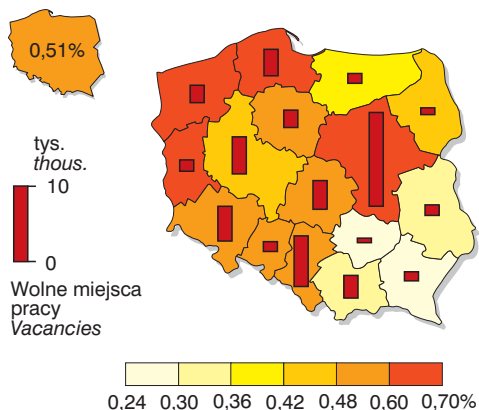 0,51%
tys.
thous.
10
0
Wolne miejsca
pracy
Vacancies
0,24 0,30 0,36 0,42 0,48 0,60 0,70%